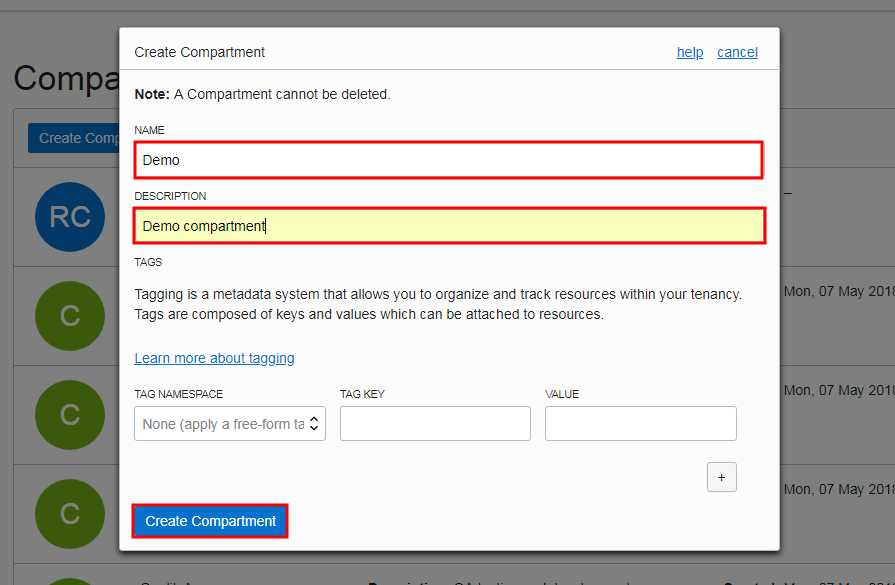 Create Compartment help cancel
Compa
Note: A Compartment cannot be deleted.
NAME
Create Comp
Demo
RC
DESCRIPTION
–
Demo compartment
TAGS
C
Tagging is a metadata system that allows you to organize and track resources within your tenancy.
Mon, 07 May 2018
Tags are composed of keys and values which can be attached to resources.
Learn more about tagging
C
TAG NAMESPACE TAG KEY VALUE
Mon, 07 May 2018
None (apply a free-form ta
+
C
Mon, 07 May 2018
Create Compartment